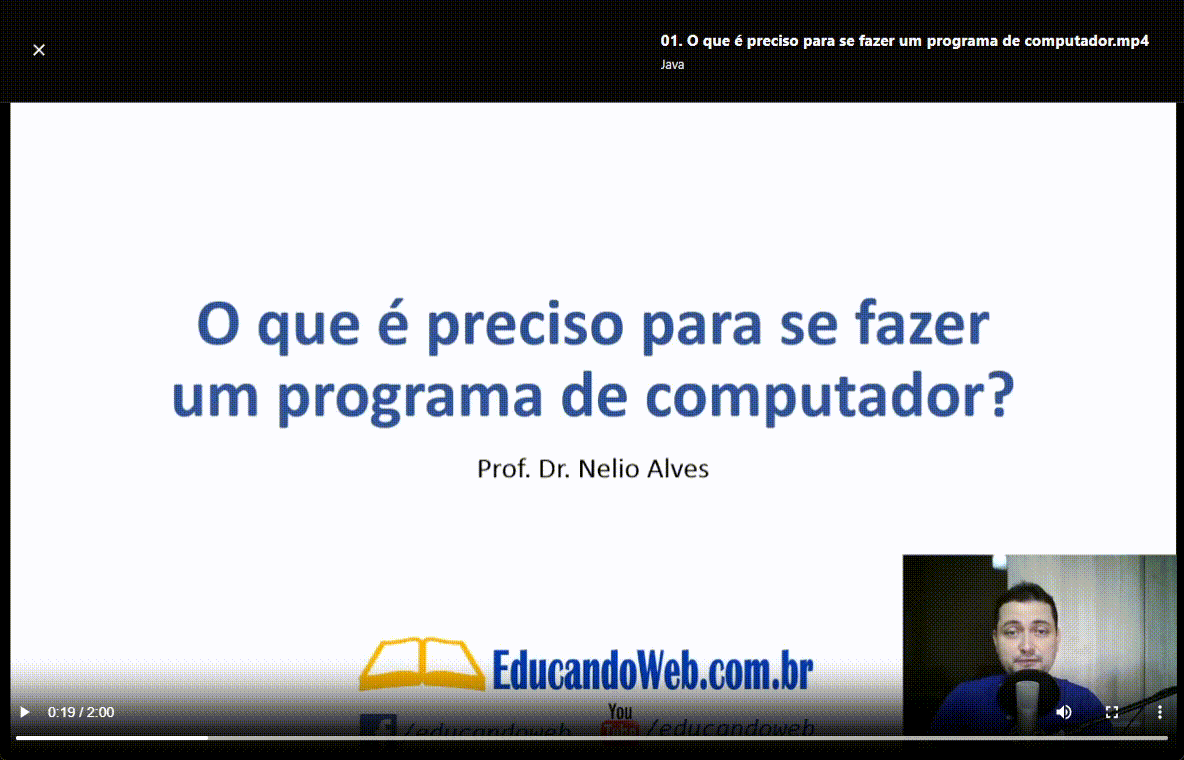 01. O que é preciso para se fazer um programa de computador.mp4
Java
O que é preciso para se fazer
um programa de computador?
Prof. Dr. Nelio Alves
EducandoWeb.com.br
/educandoweb
You
Tube
/educandoweb
0:19 / 2:00